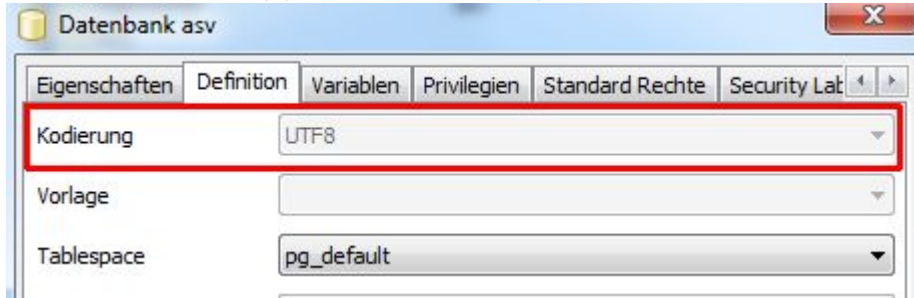 Datenbank asv
Eigenschaften Definition Variablen Privilegien Standard Rechte Security Lab
Kodierung UTF8
Vorlage
Tablespace pg_default